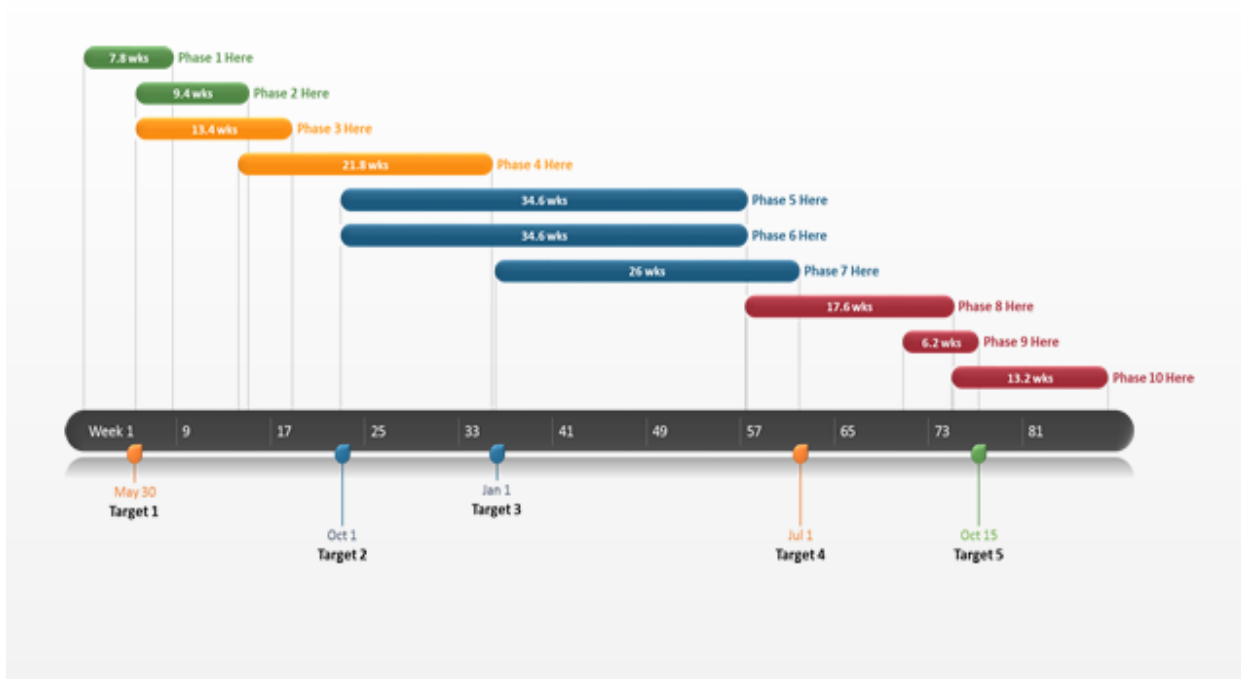 7.8 wks Phase 1 Here
9.4 wks Phase 2 Here
13.4 wks Phase 3 Here
21.8 wks Phase 4 Here
34.6 wks Phase 5 Here
34.6 wks Phase 6 Here
26 wks Phase 7 Here
17.6 wks Phase 8 Here
6.2 wks Phase 9 Here
13.2 wks Phase 10 Here
Week 1 9 17 25 33 41 49 57 65 73 81
May 30
Target 1
Oct 1
Target 2
Jan 1
Target 3
Jul 1
Target 4
Oct 15
Target 5